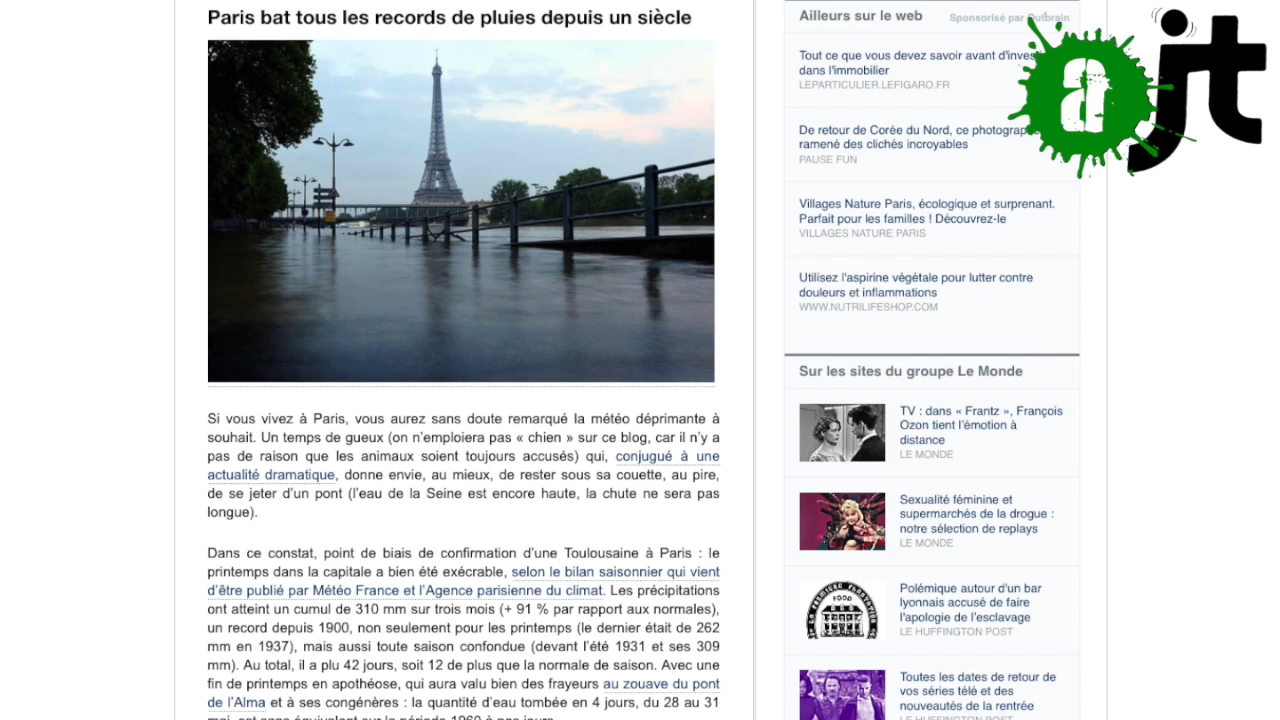 Paris bat tous les records de pluies depuis un siècle
Si vous vivez à Paris, vous aurez sans doute remarqué la météo déprimante à
souhait. Un temps de gueux (on n'emploiera pas « chien » sur ce blog, car il n'y a
pas de raison que les animaux soient toujours accusés) qui, conjugué à une
actualité dramatique, donne envie, au mieux, de rester sous sa couette, au pire,
de se jeter d'un pont (l'eau de la Seine est encore haute, la chute ne sera pas
longue).
Dans ce constat, point de biais de confirmation d'une Toulousaine à Paris : le
printemps dans la capitale a bien été exécrable, selon le bilan saisonnier qui vient
d'être publié par Météo France et l'Agence parisienne du climat. Les précipitations
ont atteint un cumul de 310 mm sur trois mois (+ 91 % par rapport aux normales),
un record depuis 1900, non seulement pour les printemps (le dernier était de 262
mm en 1937), mais aussi toute saison confondue (devant l'été 1931 et ses 309
mm). Au total, il a plu 42 jours, soit 12 de plus que la normale de saison. Avec une
fin de printemps en apothéose, qui aura valu bien des frayeurs au zouave du pont
de l'Alma et à ses congénères : la quantité d'eau tombée en 4 jours, du 28 au 31
mai, est sans équivalent sur la période 1960 à nos jours.
Ailleurs sur le web
Sponsorisé par Outbrain
Tout ce que vous devez savoir avant d'inves
dans l'immobilier
LEPARTICULIER.LEFIGARO.FR
De retour de Corée du Nord, ce photograp
ramené des clichés incroyables
PAUSE FUN
Villages Nature Paris, écologique et surprenant.
Parfait pour les familles ! Découvrez-le
VILLAGES NATURE PARIS
Utilisez l'aspirine végétale pour lutter contre
douleurs et inflammations
WWW.NUTRILIFESHOP.COM
Sur les sites du groupe Le Monde
TV : dans « Frantz », François
Ozon tient l'émotion à
distance
LE MONDE
Sexualité féminine et
supermarchés de la drogue :
notre sélection de replays
LE MONDE
FOOD
Polémique autour d'un bar
lyonnais accusé de faire
l'apologie de l'esclavage
LE HUFFINGTON POST
Toutes les dates de retour de
vos séries télé et des
nouveautés de la rentrée
LE HUFFINGTON POST
a jt